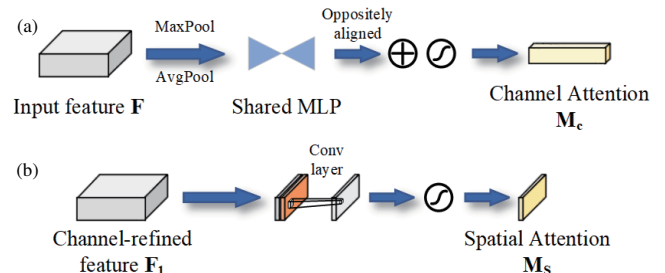 (a)
MaxPool
AvgPool
Oppositely
aligned
Input feature F
Shared MLP
Channel Attention
Mc
(b)
Conv
layer
Channel-refined
feature F1
Spatial Attention
MS